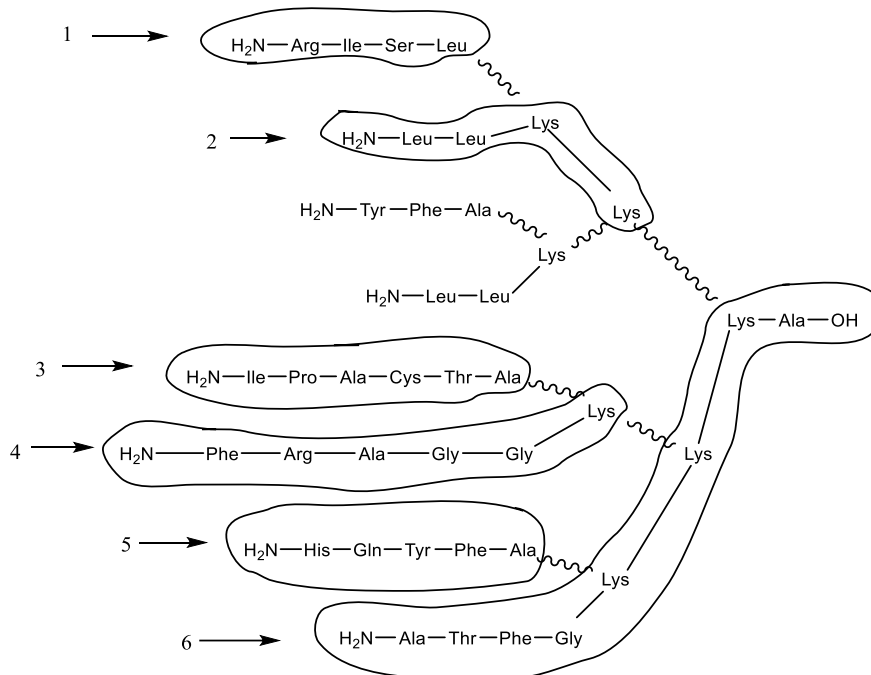 1 H2N—Arg—Ile—Ser—Leu
2 H2N—Leu—Leu—Lys
Lys
H2N—Tyr—Phe—Ala
Lys
H2N—Leu—Leu
Lys—Ala—OH
3 H2N—Ile—Pro—Ala—Cys—Thr—Ala
Lys
4 H2N—Phe—Arg—Ala—Gly—Gly
Lys
5 H2N—His—Gln—Tyr—Phe—Ala
Lys
6 H2N—Ala—Thr—Phe—Gly